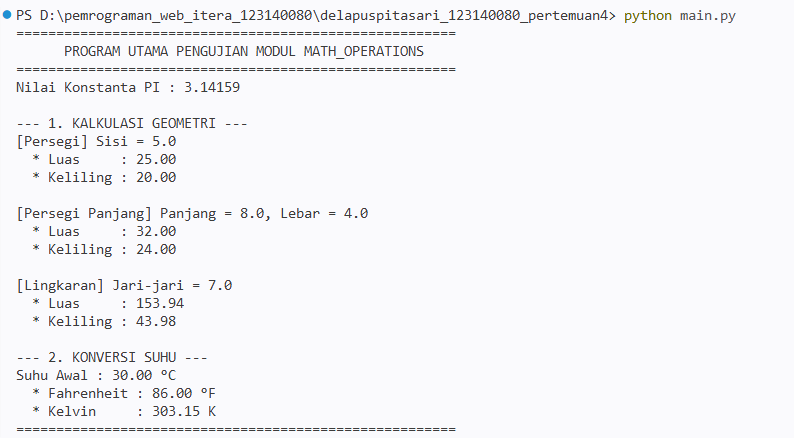 PS D:\pemrograman_web_itera_123140080\delapuspitasari_123140080_pertemuan4> python main.py
=======================================================
      PROGRAM UTAMA PENGUJIAN MODUL MATH_OPERATIONS
=======================================================
Nilai Konstanta PI : 3.14159

--- 1. KALKULASI GEOMETRI ---
[Persegi] Sisi = 5.0
  * Luas     : 25.00
  * Keliling : 20.00

[Persegi Panjang] Panjang = 8.0, Lebar = 4.0
  * Luas     : 32.00
  * Keliling : 24.00

[Lingkaran] Jari-jari = 7.0
  * Luas     : 153.94
  * Keliling : 43.98

--- 2. KONVERSI SUHU ---
Suhu Awal : 30.00 °C
  * Fahrenheit : 86.00 °F
  * Kelvin     : 303.15 K
=======================================================